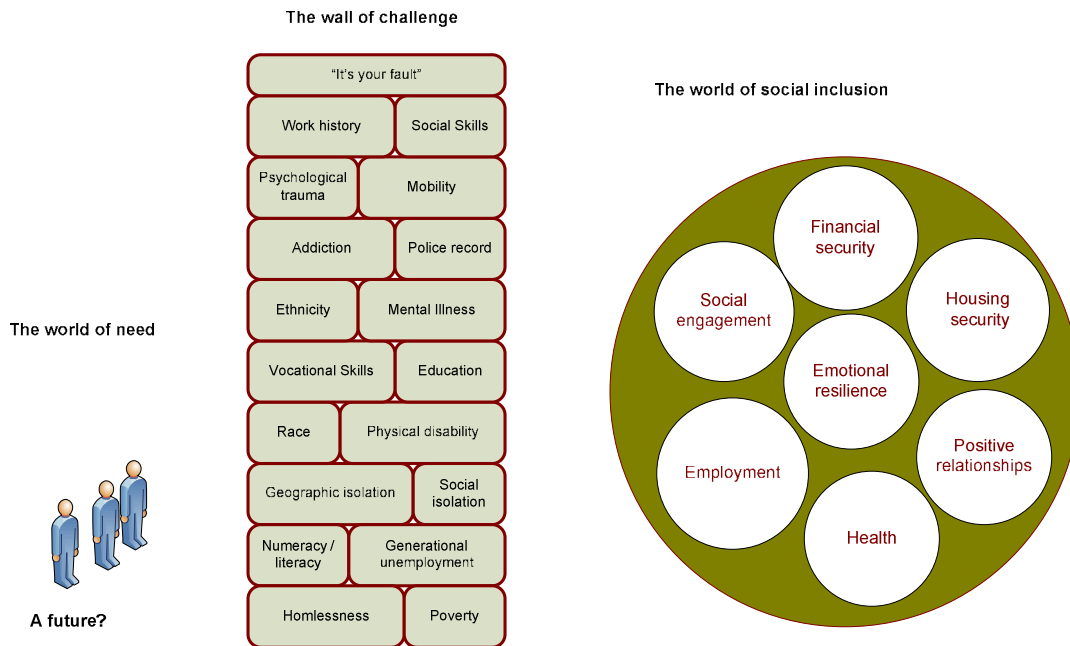 The wall of challenge
"It's your fault"
Work history
Social Skills
Psychological
trauma
Mobility
Addiction
Police record
Ethnicity
Mental Illness
Vocational Skills
Education
Race
Physical disability
Geographic isolation
Social
isolation
Numeracy /
literacy
Generational
unemployment
Homlessness
Poverty
The world of need
A future?
The world of social inclusion
Financial
security
Social
engagement
Housing
security
Emotional
resilience
Employment
Positive
relationships
Health